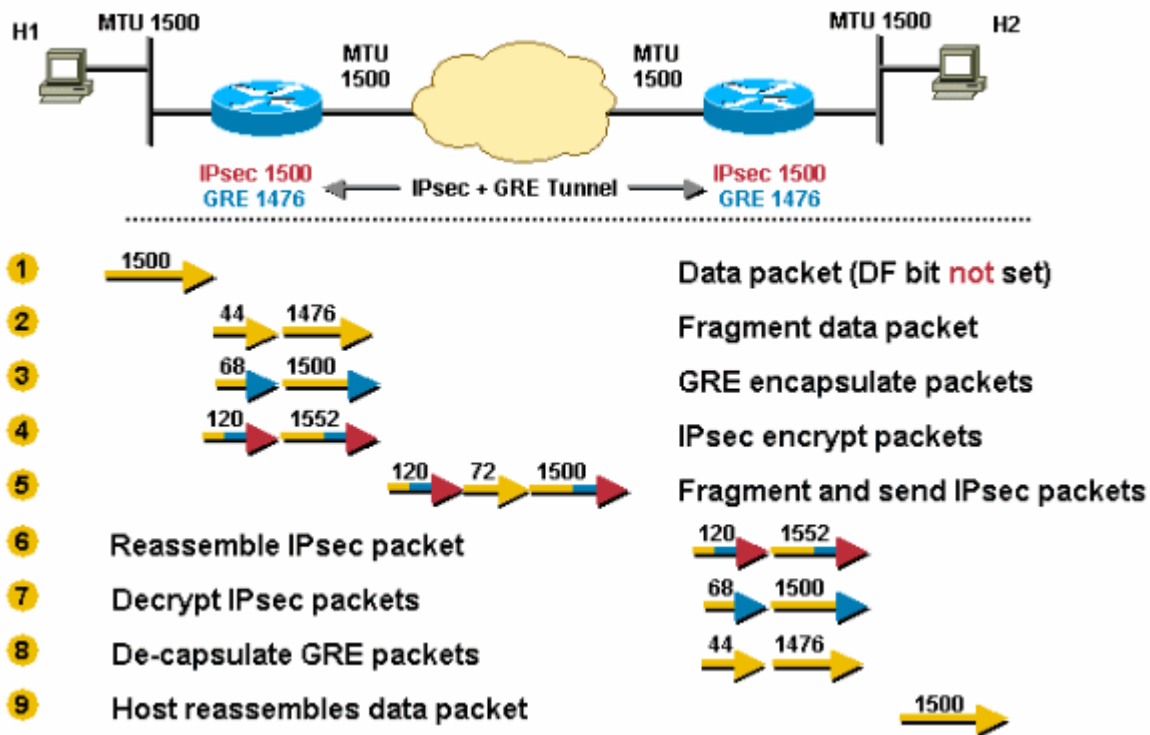 H1
MTU 1500
MTU 1500
H2
MTU
1500
MTU
1500
IPsec 1500
GRE 1476
IPsec + GRE Tunnel
IPsec 1500
GRE 1476
1 1500 Data packet (DF bit not set)
2 44 1476 Fragment data packet
3 68 1500 GRE encapsulate packets
4 120 1552 IPsec encrypt packets
5 120 72 1500 Fragment and send IPsec packets
6 Reassemble IPsec packet 120 1552
7 Decrypt IPsec packets 68 1500
8 De-capsulate GRE packets 44 1476
9 Host reassembles data packet 1500